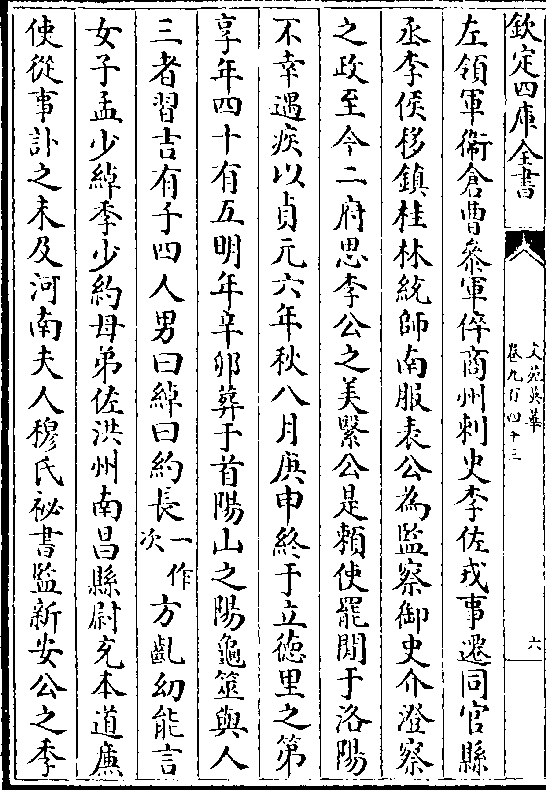 欽定四庫全書
文苑英華
卷九百四十三
六
左領軍衛倉曹參軍倅商州刺史李佐戎事遷同官縣
丞李侯移鎮桂林統師南服表公為監察御史介澄察
之政至今二府思李公之美繄公是賴使罷閒于洛陽
不幸遇疾以貞元六年秋八月庚申終于立德里之第
享年四十有五明年辛卯葬于首陽山之陽龜筮與人
三者習吉有子四人男曰綽曰約長一作次方齓幼能言
女子孟少綽季少約母弟佐洪州南昌縣尉充本道廉
使從事訃之未及河南夫人穆氏祕書監新安公之季